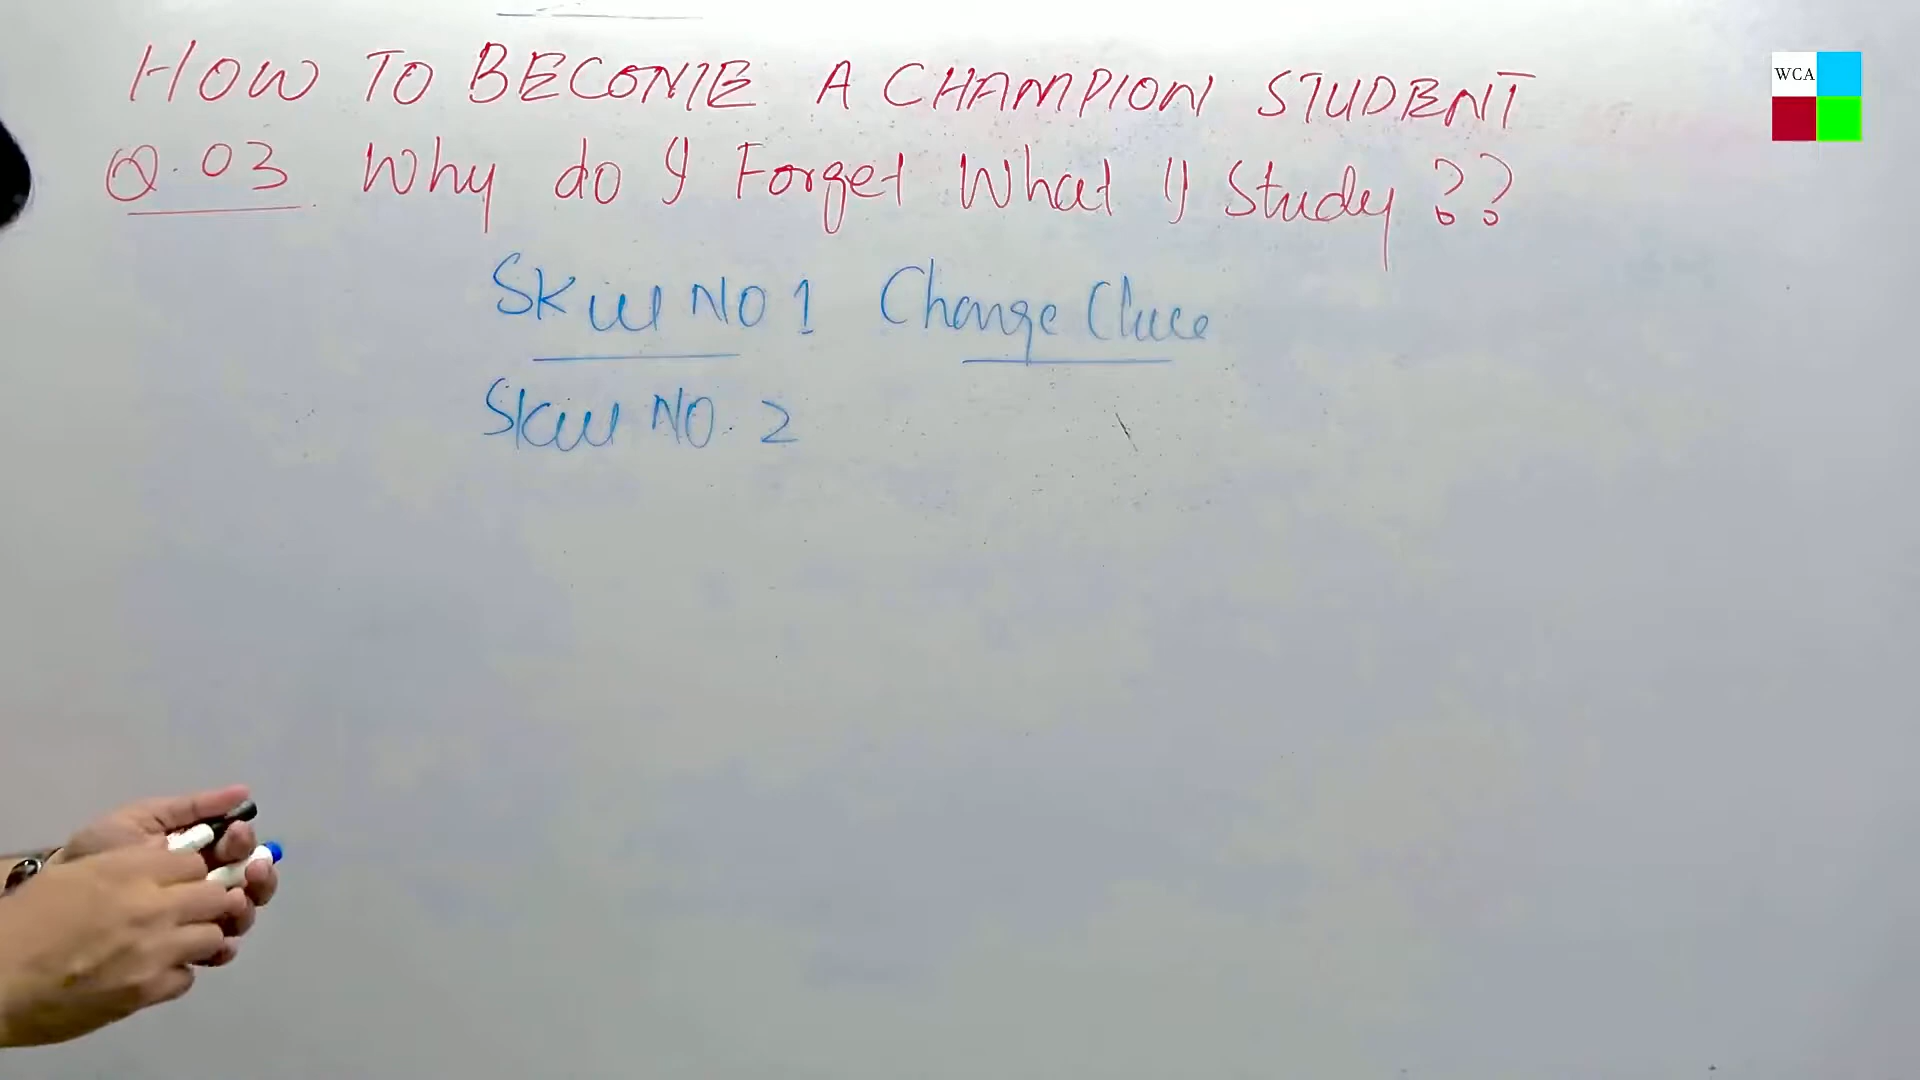 HOW TO BECOME A CHAMPION STUDENT
WCA
Q.03 Why do I Forget What I Study ??
Skill NO 1 Change
Skill NO. 2